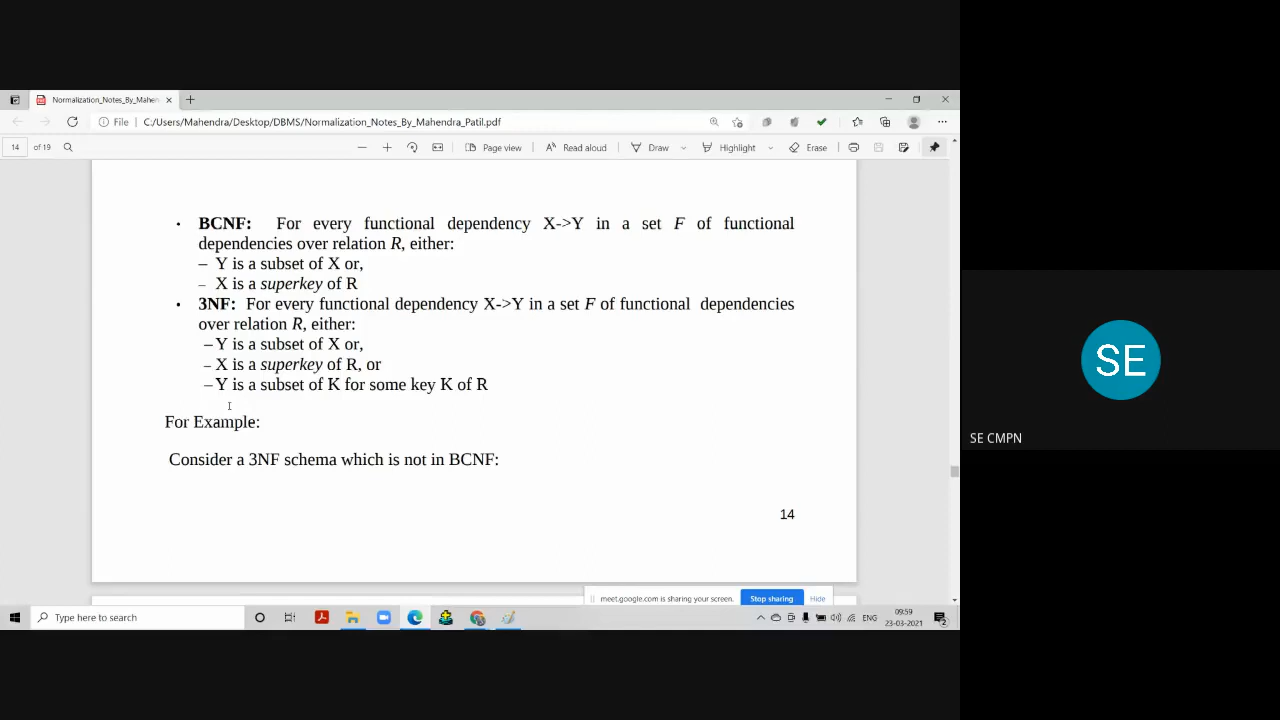 Normalization_Notes_By_Mahen
File
C:/Users/Mahendra/Desktop/DBMS/Normalization_Notes_By_Mahendra_Patil.pdf
14 of 19
Page view
Read aloud
Draw
Highlight
Erase
• BCNF: For every functional dependency X->Y in a set F of functional
dependencies over relation R, either:
– Y is a subset of X or,
– X is a superkey of R
• 3NF: For every functional dependency X->Y in a set F of functional dependencies
over relation R, either:
– Y is a subset of X or,
– X is a superkey of R, or
– Y is a subset of K for some key K of R
For Example:
Consider a 3NF schema which is not in BCNF:
14
SE
SE CMPN
meet.google.com is sharing your screen.
Stop sharing
Hide
Type here to search
ENG
09:59
23-03-2021
2